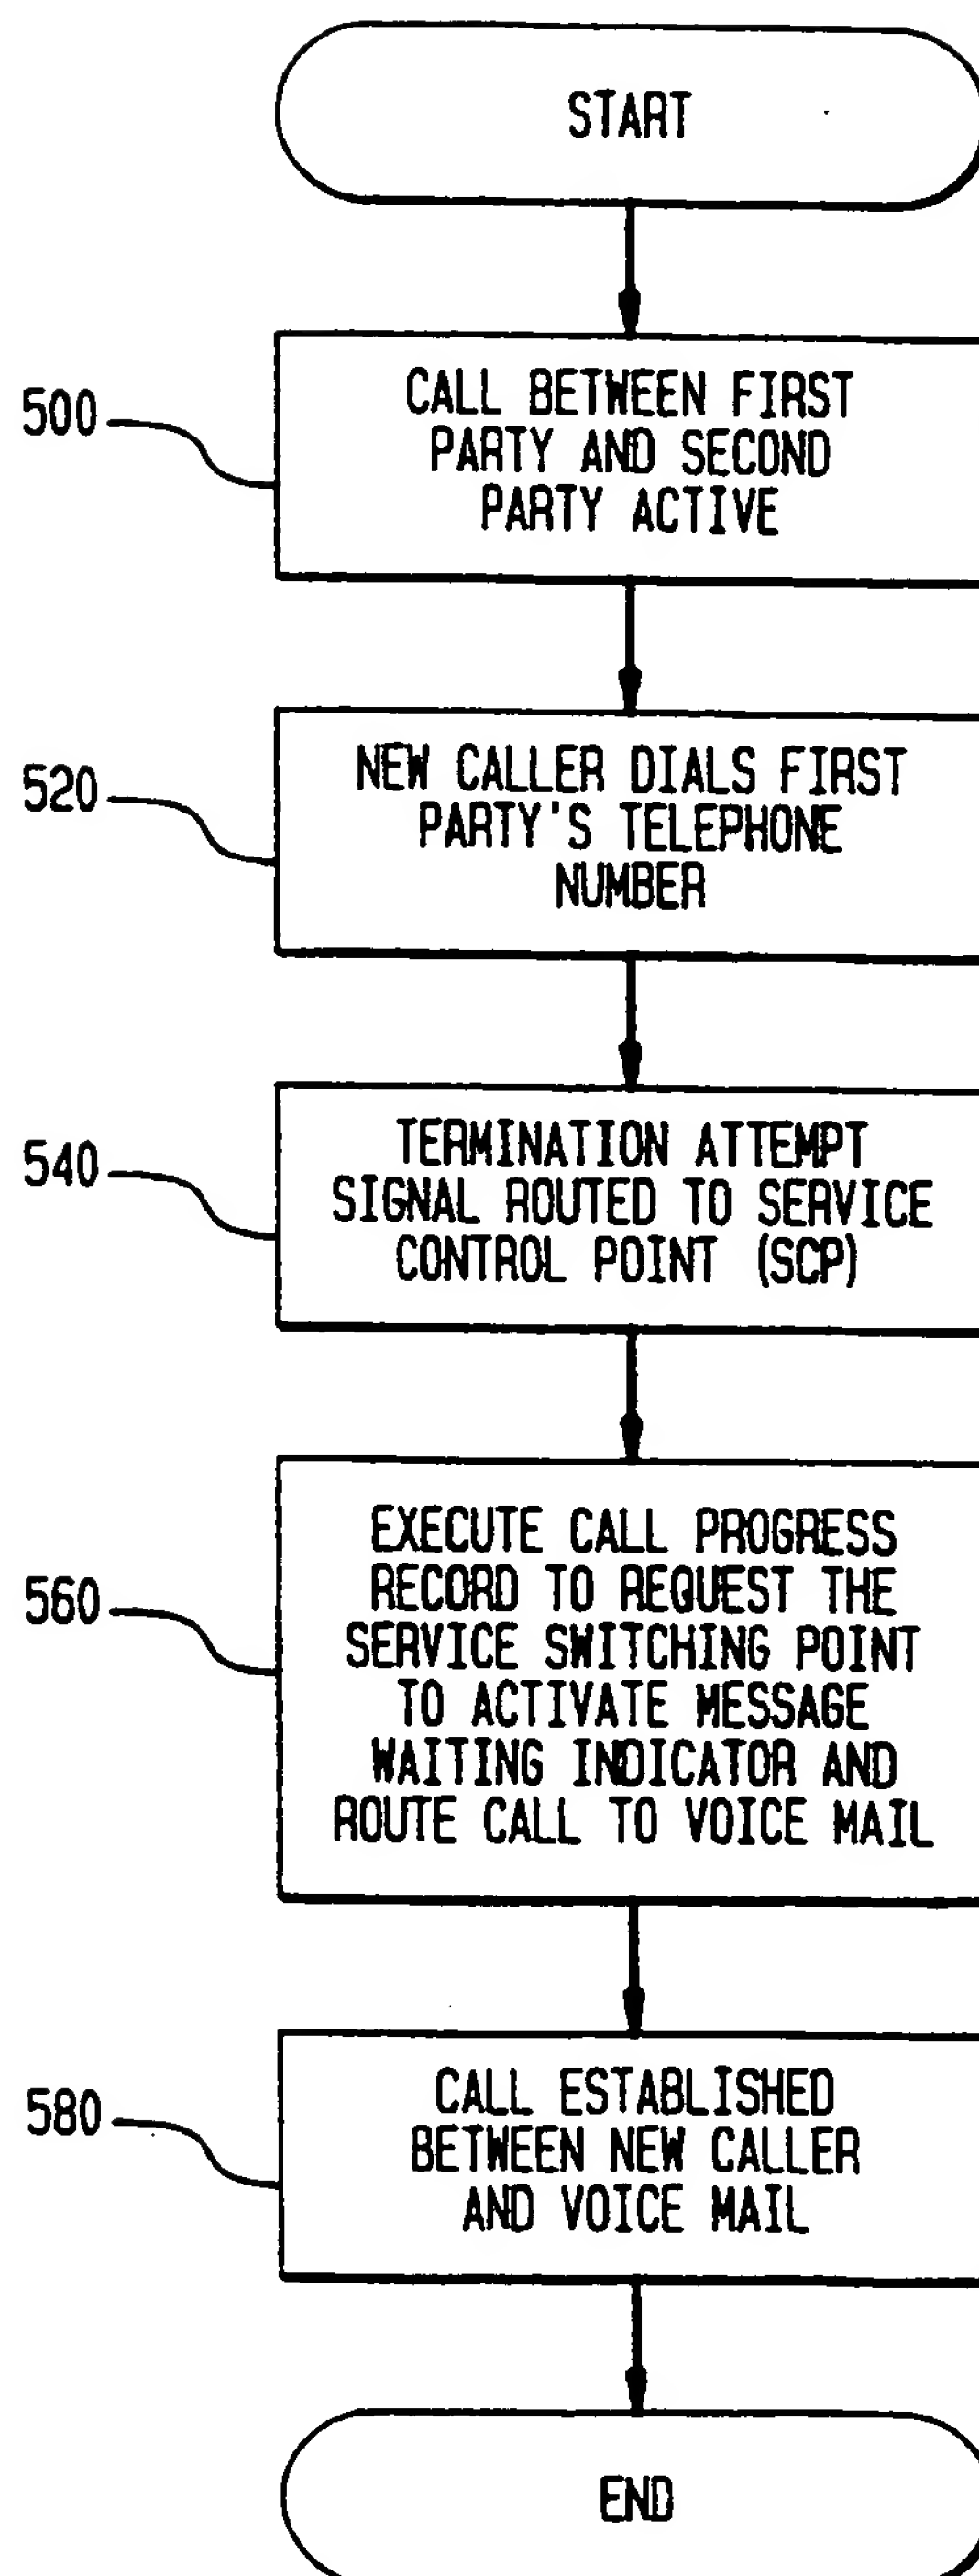 START
500
CALL BETWEEN FIRST
PARTY AND SECOND
PARTY ACTIVE
520
NEW CALLER DIALS FIRST
PARTY'S TELEPHONE
NUMBER
540
TERMINATION ATTEMPT
SIGNAL ROUTED TO SERVICE
CONTROL POINT (SCP)
560
EXECUTE CALL PROGRESS
RECORD TO REQUEST THE
SERVICE SWITCHING POINT
TO ACTIVATE MESSAGE
WAITING INDICATOR AND
ROUTE CALL TO VOICE MAIL
580
CALL ESTABLISHED
BETWEEN NEW CALLER
AND VOICE MAIL
END